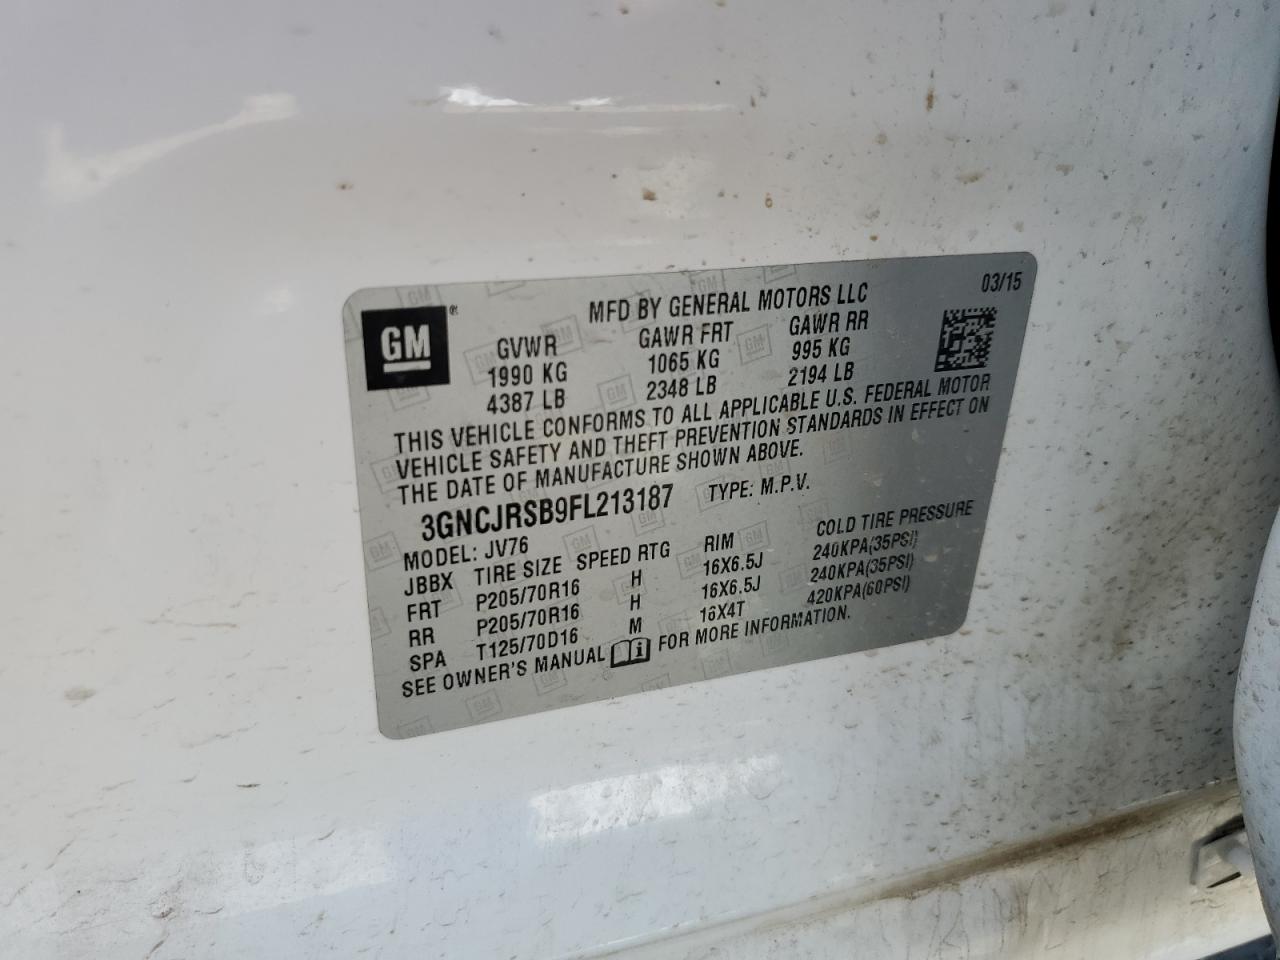 GM®
MFD BY GENERAL MOTORS LLC
03/15
GVWR GAWR FRT GAWR RR
1990 KG 1065 KG 995 KG
4387 LB 2348 LB 2194 LB
THIS VEHICLE CONFORMS TO ALL APPLICABLE U.S. FEDERAL MOTOR
VEHICLE SAFETY AND THEFT PREVENTION STANDARDS IN EFFECT ON
THE DATE OF MANUFACTURE SHOWN ABOVE.
3GNCJRSB9FL213187 TYPE: M.P.V.
MODEL: JV76
JBBX TIRE SIZE SPEED RTG RIM COLD TIRE PRESSURE
FRT P205/70R16 H 16X6.5J 240KPA(35PSI)
RR P205/70R16 H 16X6.5J 240KPA(35PSI)
SPA T125/70D16 M 16X4T 420KPA(60PSI)
SEE OWNER'S MANUAL FOR MORE INFORMATION.